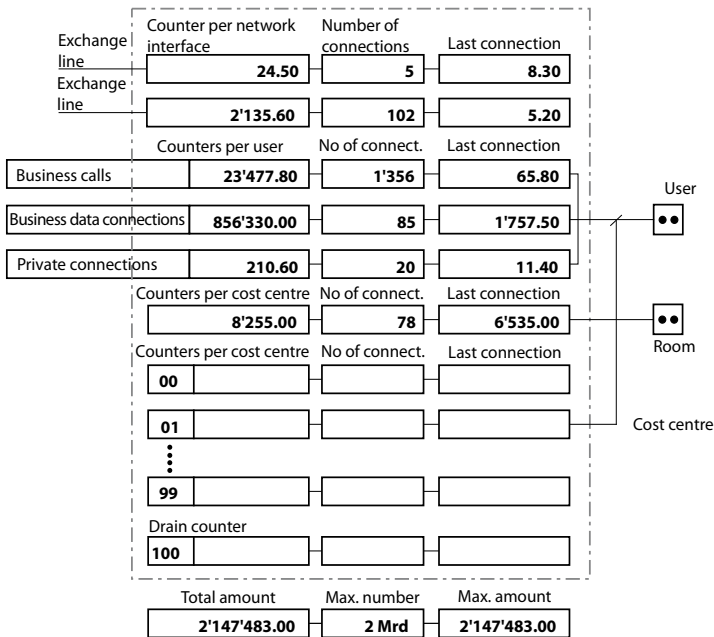 Counter per network interface
Number of connections
Last connection
Exchange line
24.50 5 8.30
Exchange line
2'135.60 102 5.20
Counters per user No of connect. Last connection
Business calls 23'477.80 1'356 65.80
User
Business data connections 856'330.00 85 1'757.50
Private connections 210.60 20 11.40
Counters per cost centre No of connect. Last connection
8'255.00 78 6'535.00
Room
Counters per cost centre No of connect. Last connection
00
01
Cost centre
99
Drain counter
100
Total amount Max. number Max. amount
2'147'483.00 2 Mrd 2'147'483.00